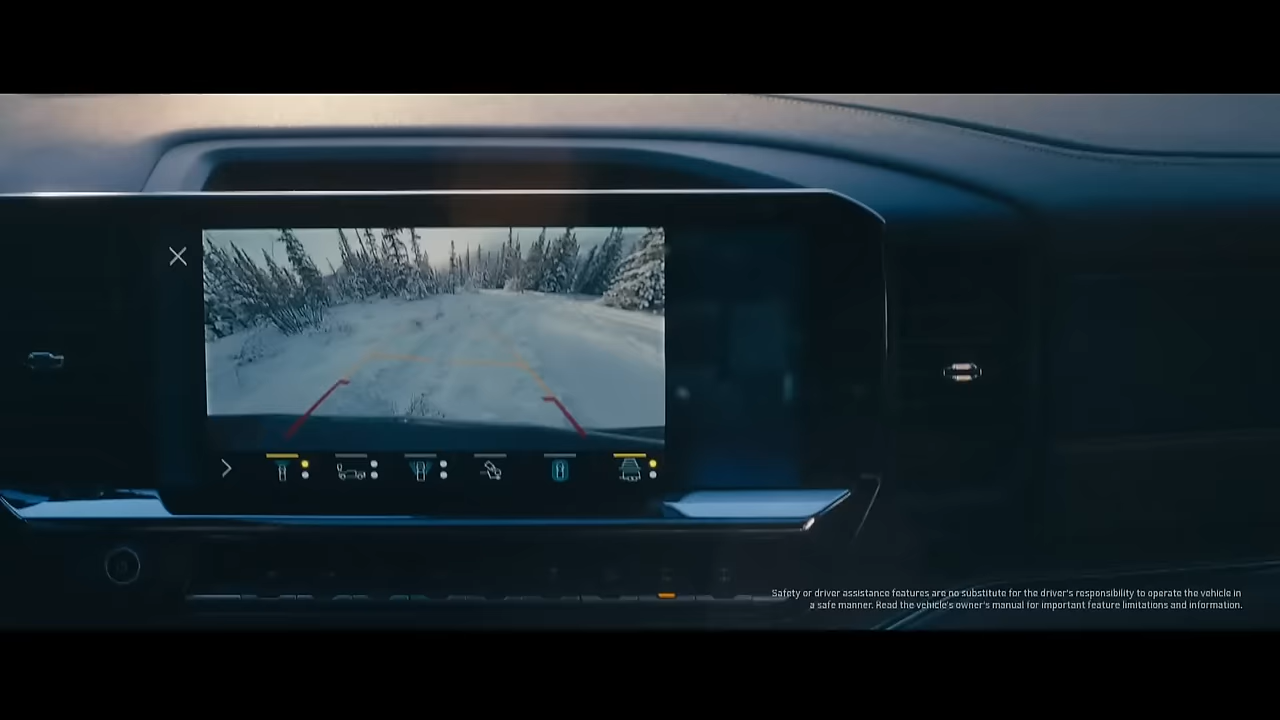 Safety or driver assistance features are no substitute for the driver's responsibility to operate the vehicle in
a safe manner. Read the vehicle's owner's manual for important feature limitations and information.